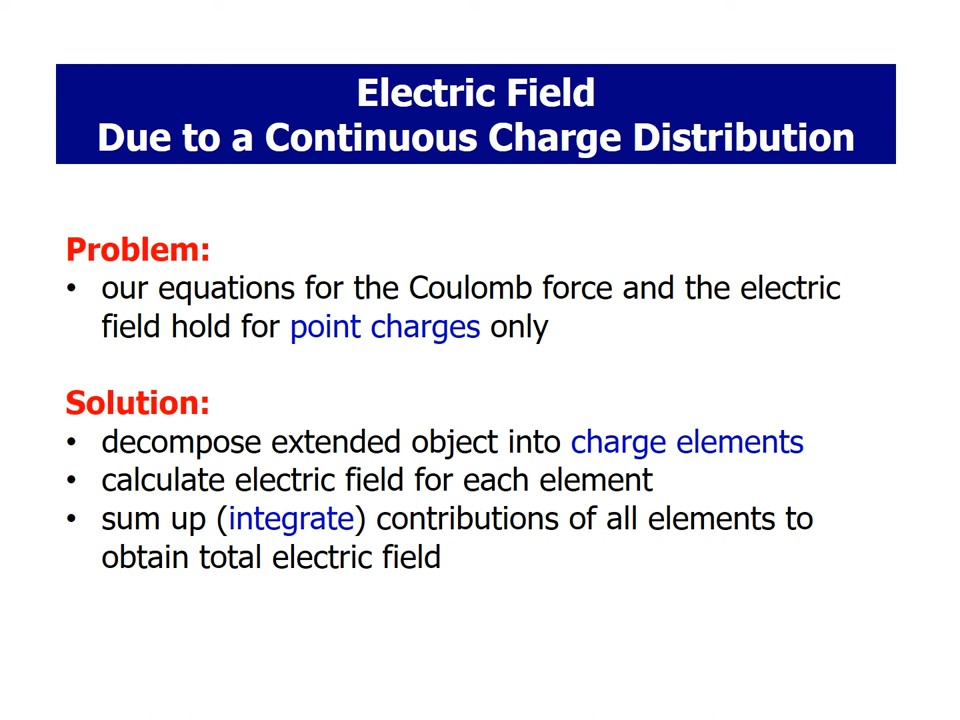 Electric Field
Due to a Continuous Charge Distribution
Problem:
• our equations for the Coulomb force and the electric
field hold for point charges only
Solution:
• decompose extended object into charge elements
• calculate electric field for each element
• sum up (integrate) contributions of all elements to
obtain total electric field